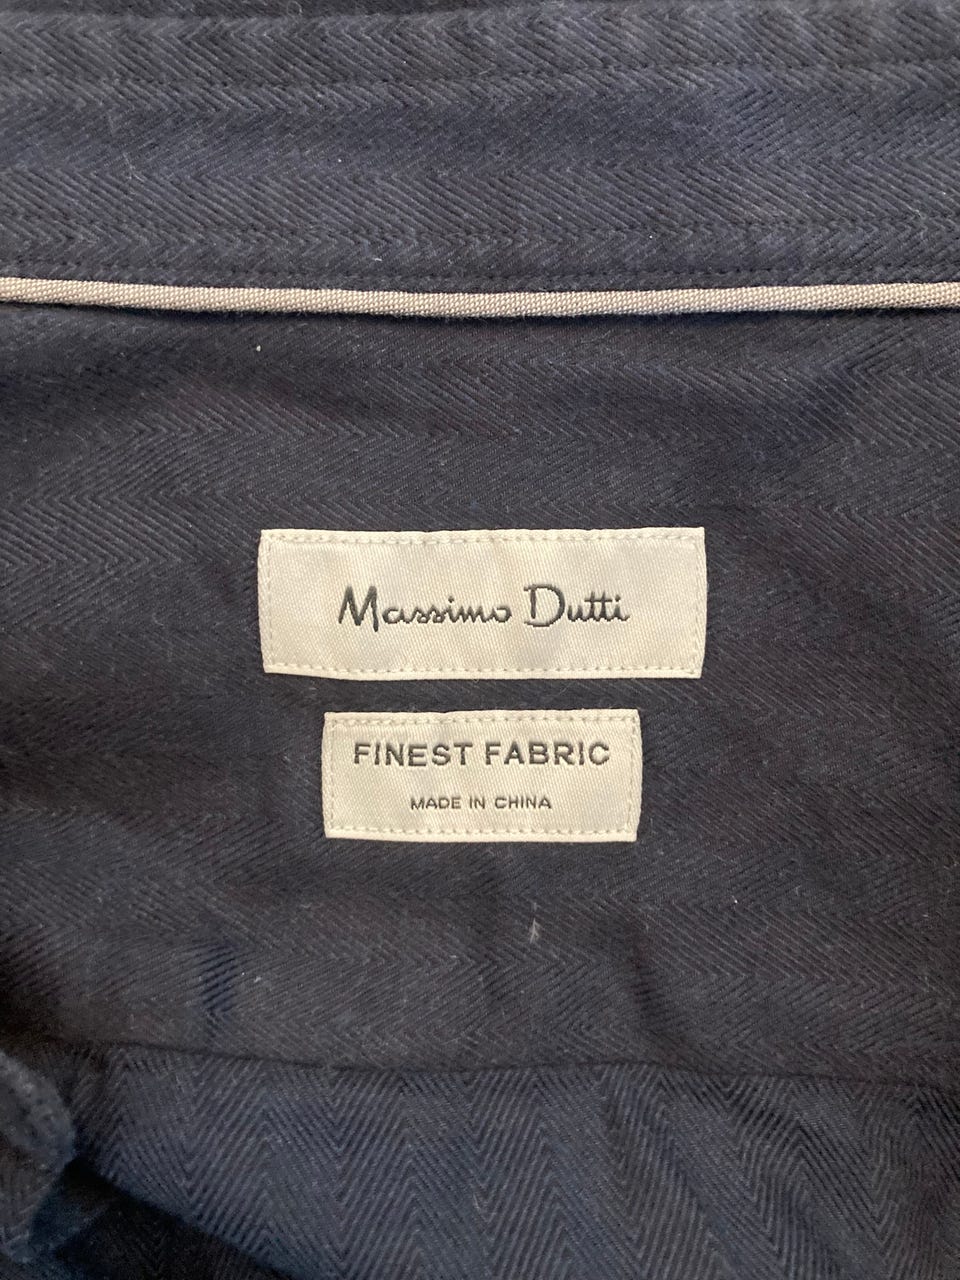 Massimo Dutti
FINEST FABRIC
MADE IN CHINA